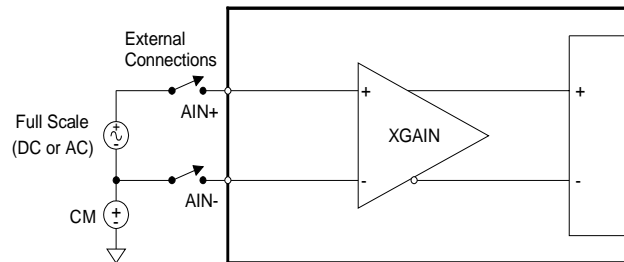 External
Connections
AIN+
Full Scale
(DC or AC)
+
-
+
XGAIN
-
+
-
AIN-
CM
+
-